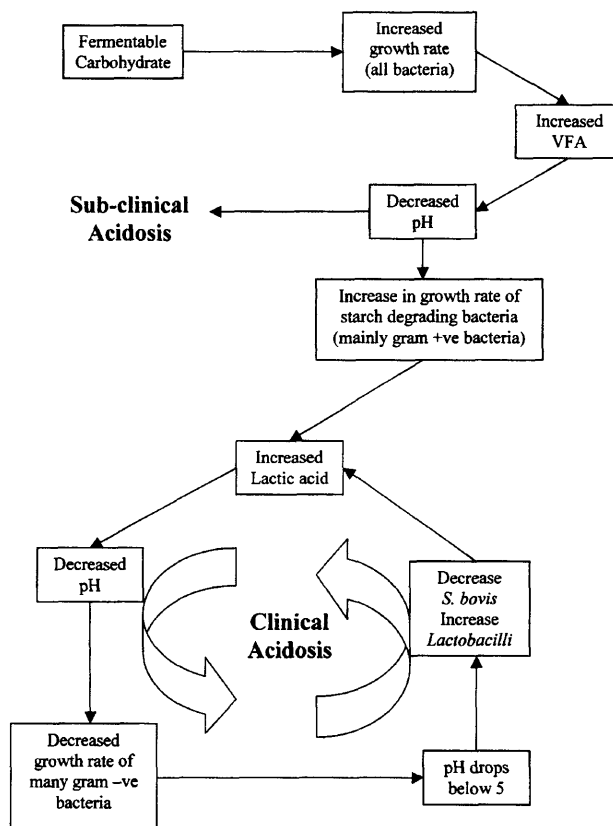 Fermentable
Carbohydrate
Increased
growth rate
(all bacteria)
Increased
VFA
Sub-clinical
Acidosis
Decreased
pH
Increase in growth rate of
starch degrading bacteria
(mainly gram +ve bacteria)
Increased
Lactic acid
Decreased
pH
Clinical
Acidosis
Decrease
S. bovis
Increase
Lactobacilli
Decreased
growth rate of
many gram –ve
bacteria
pH drops
below 5